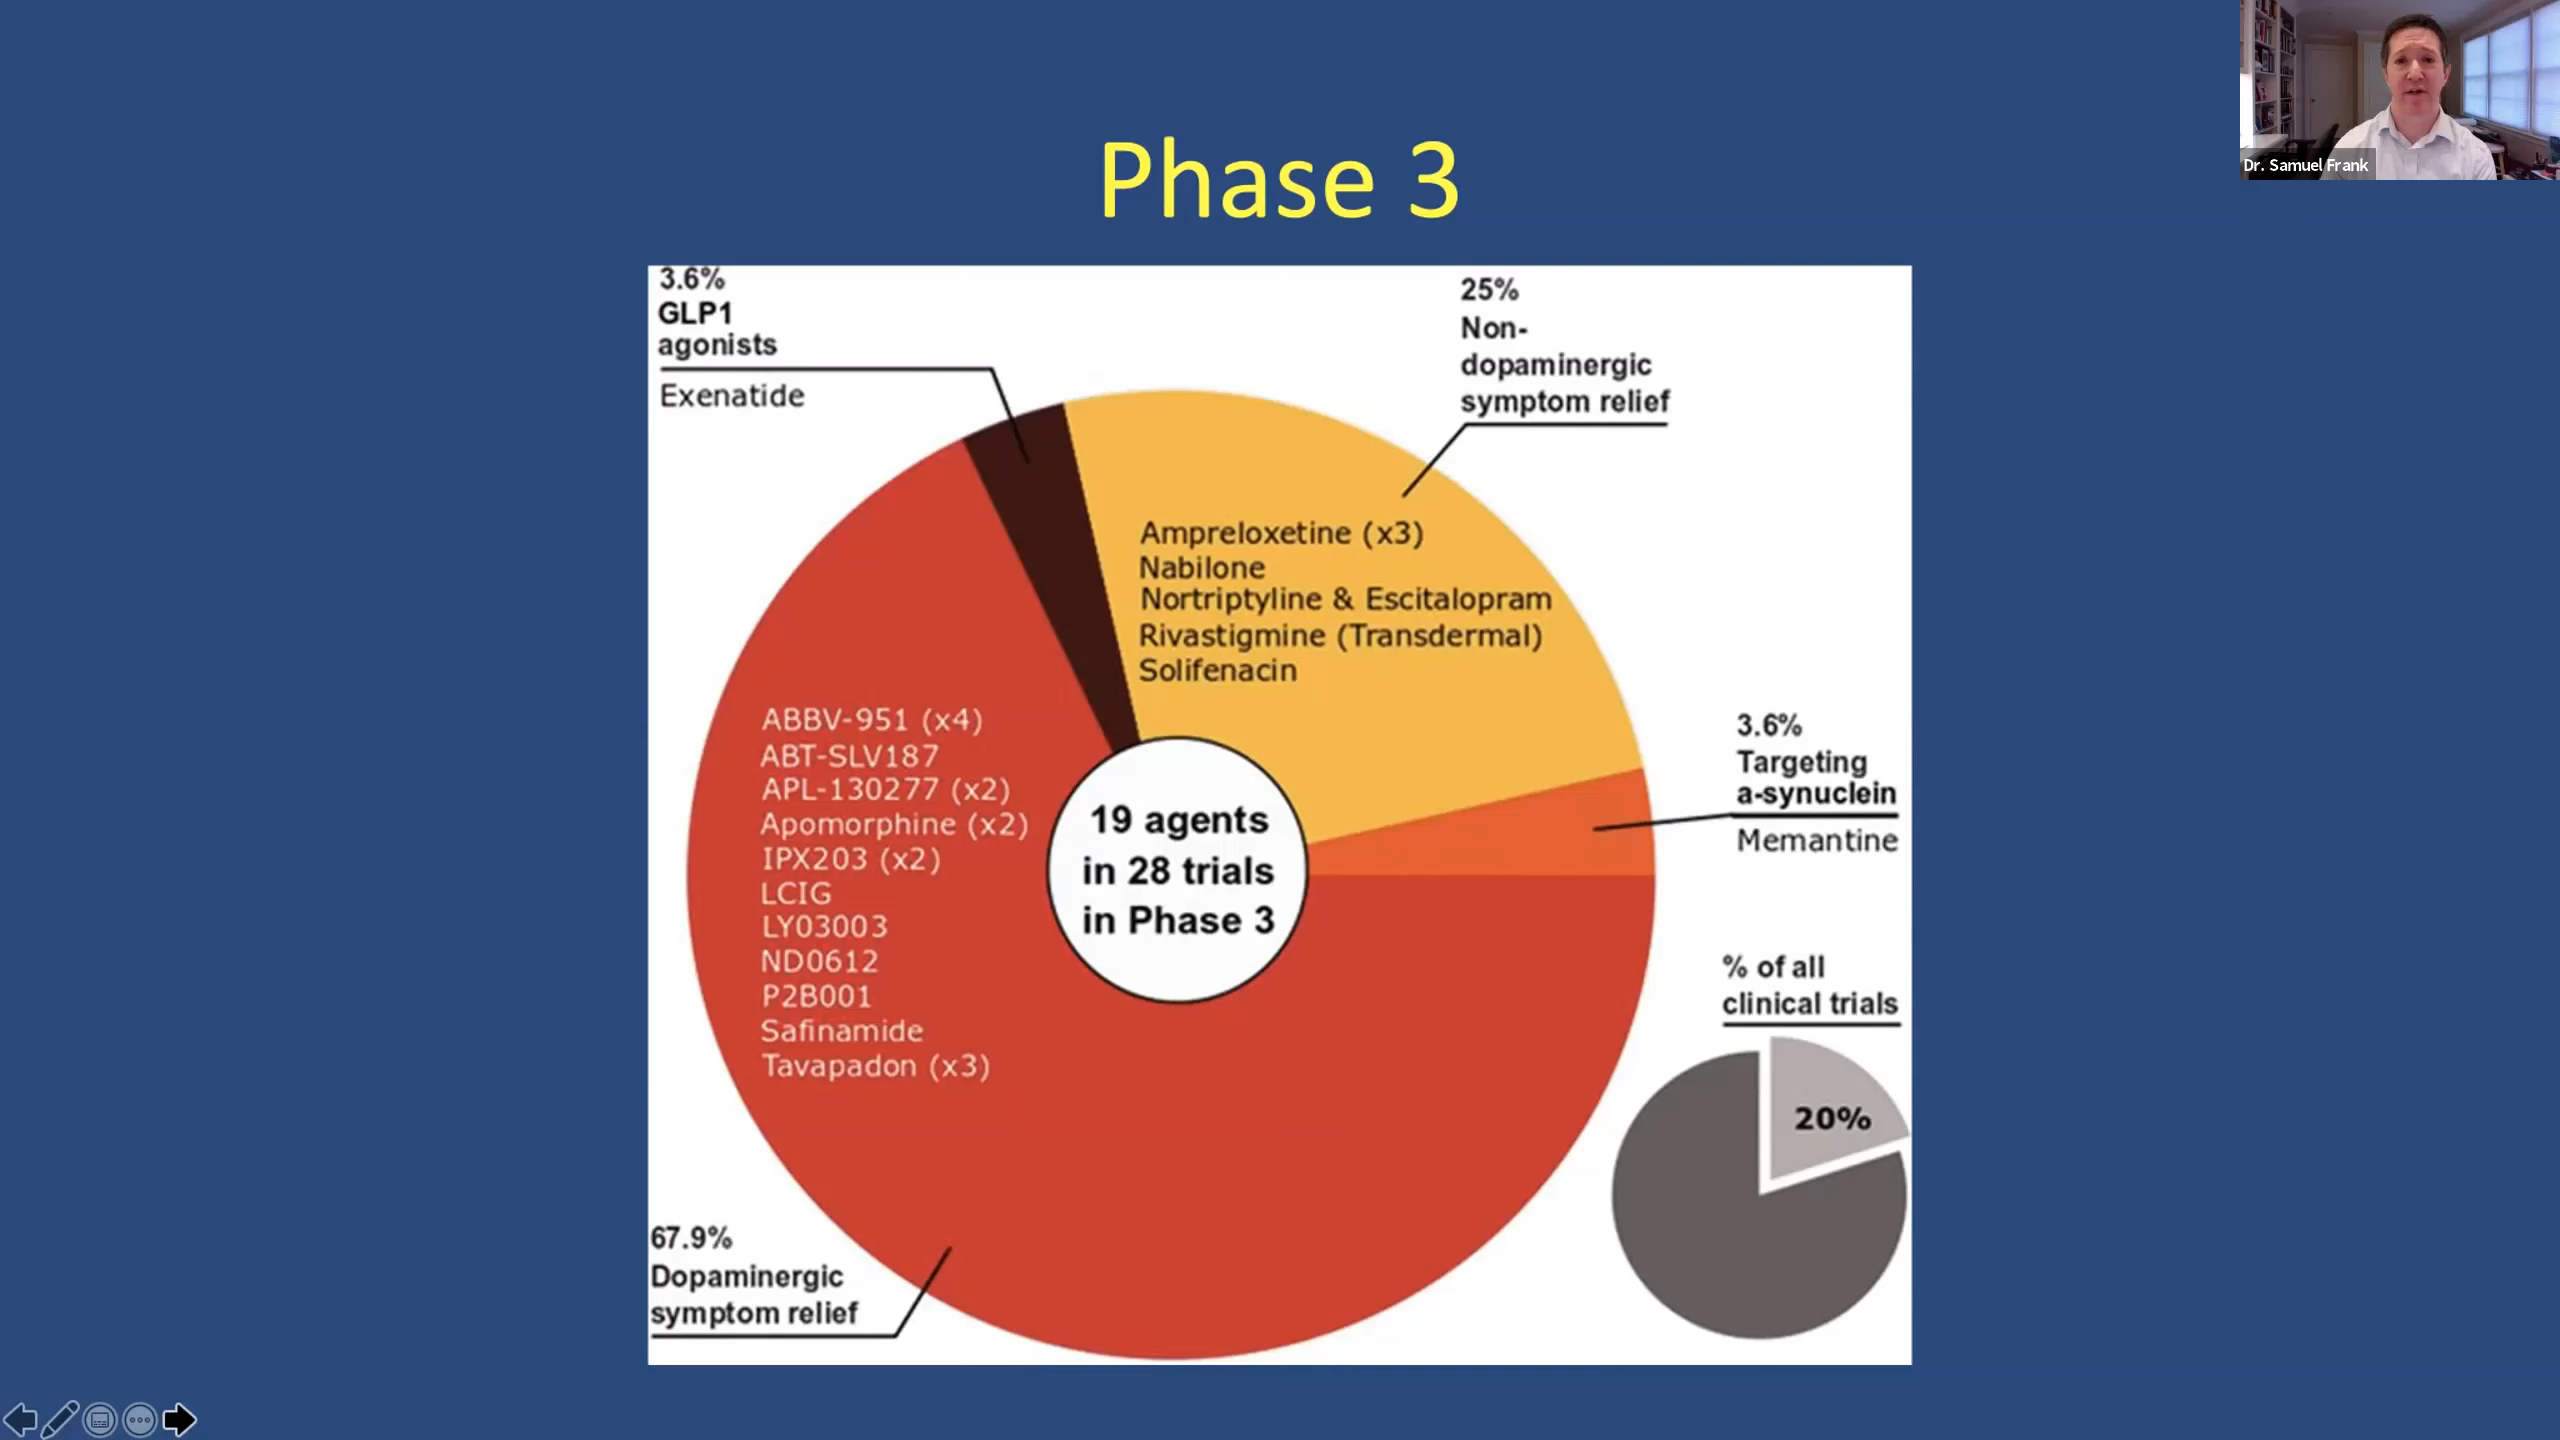 Phase 3
Dr. Samuel Frank
3.6%
GLP1
agonists
Exenatide
25%
Non-
dopaminergic
symptom relief
Ampreloxetine (x3)
Nabilone
Nortriptyline & Escitalopram
Rivastigmine (Transdermal)
Solifenacin
3.6%
Targeting
a-synuclein
Memantine
ABBV-951 (x4)
ABT-SLV187
APL-130277 (x2)
Apomorphine (x2)
IPX203 (x2)
LCIG
LY03003
ND0612
P2B001
Safinamide
Tavapadon (x3)
19 agents
in 28 trials
in Phase 3
% of all
clinical trials
20%
67.9%
Dopaminergic
symptom relief